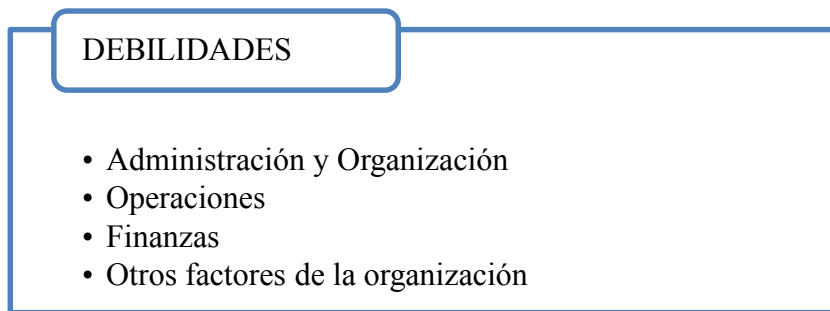 DEBILIDADES
• Administración y Organización
• Operaciones
• Finanzas
• Otros factores de la organización